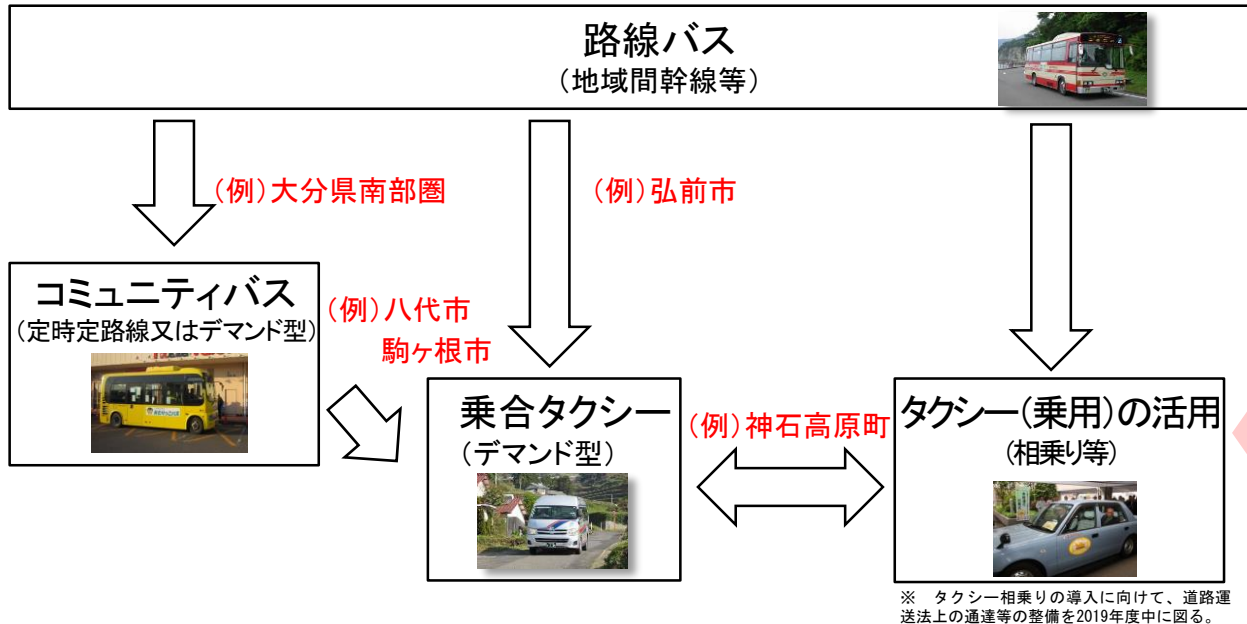 路線バス
(地域間幹線等)
(例)大分県南部圏
(例)弘前市
コミュニティバス
(定時定路線又はデマンド型)
(例)八代市
駒ヶ根市
乗合タクシー
(デマンド型)
(例)神石高原町
タクシー(乗用)の活用
(相乗り等)
※ タクシー相乗りの導入に向けて、道路運
送法上の通達等の整備を2019年度中に図る。